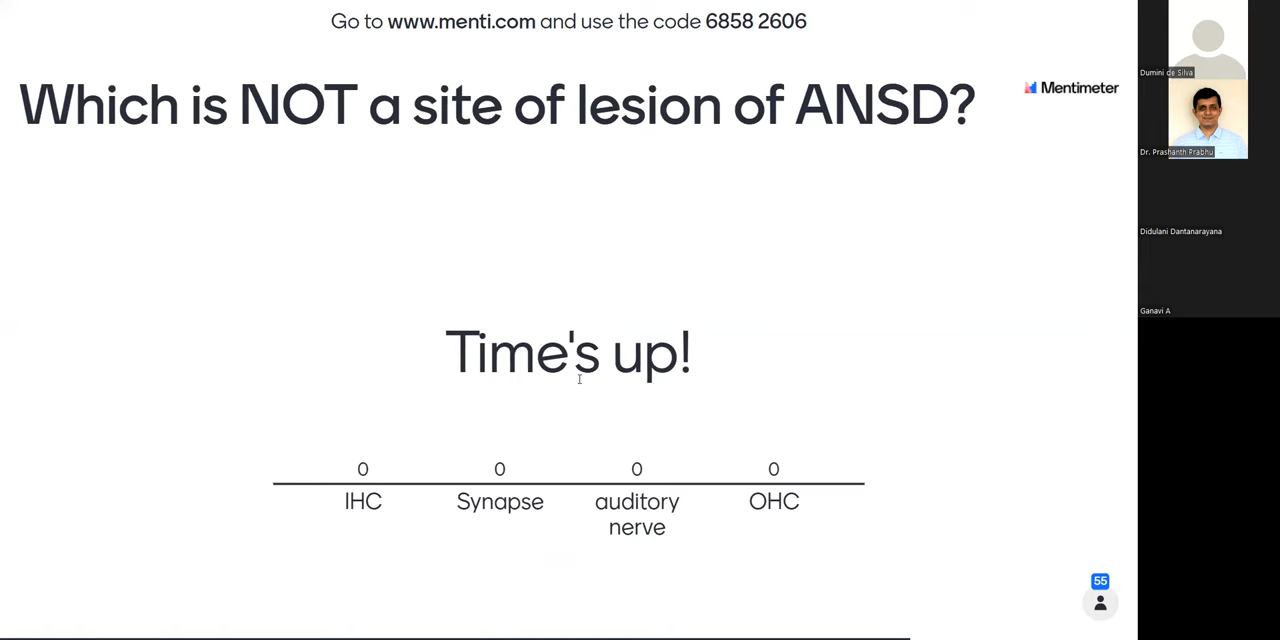 Go to www.menti.com and use the code 6858 2606
Which is NOT a site of lesion of ANSD?
Mentimeter
Time's up!
0 0 0 0
IHC Synapse auditory nerve OHC
55
Dumini de Silva
Dr. Prashanth Prabhu
Didulani Dantanarayana
Ganavi A